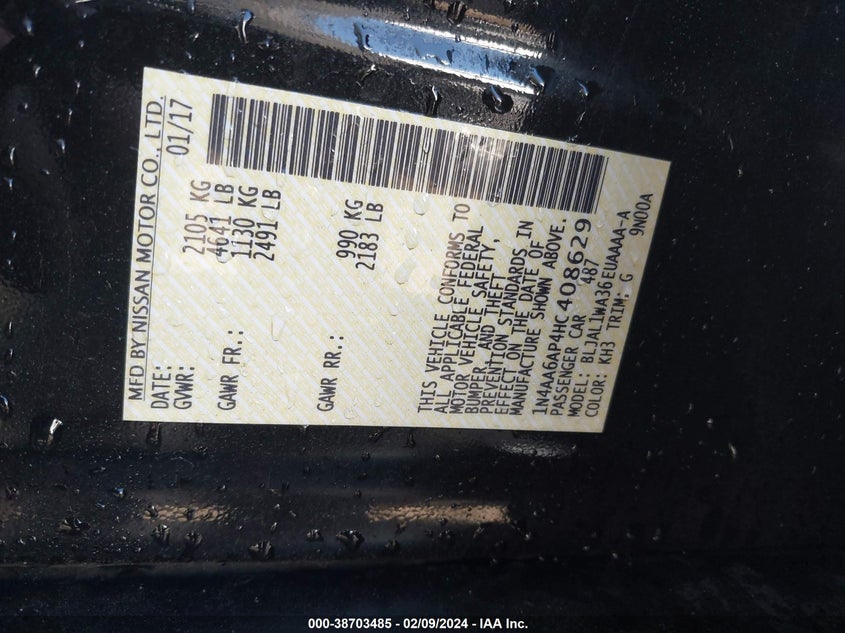 MFD BY NISSAN MOTOR CO., LTD.
DATE: 01/17
GVWR: 2105 KG
4641 LB
GAWR FR.: 1130 KG
2491 LB
GAWR RR.: 990 KG
2183 LB
THIS VEHICLE CONFORMS TO
ALL APPLICABLE FEDERAL
MOTOR VEHICLE SAFETY,
BUMPER, AND THEFT
PREVENTION STANDARDS IN
EFFECT ON THE DATE OF
MANUFACTURE SHOWN ABOVE.
1N4AA6AP4HC408629
PASSENGER CAR 487
MODEL: BLJAL1WA36EUAAAA-A
COLOR: KH3 TRIM: G 9N00A
000-38703485 - 02/09/2024 - IAA Inc.